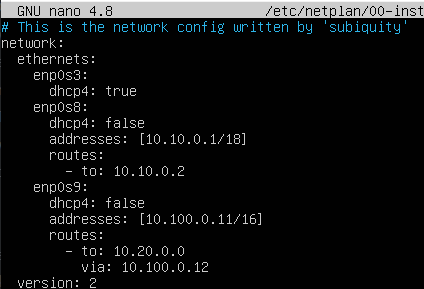 GNU nano 4.8 /etc/netplan/00-inst
# This is the network config written by 'subiquity'
network:
  ethernets:
    enp0s3:
      dhcp4: true
    enp0s8:
      dhcp4: false
      addresses: [10.10.0.1/18]
      routes:
        - to: 10.10.0.2
    enp0s9:
      dhcp4: false
      addresses: [10.100.0.11/16]
      routes:
        - to: 10.20.0.0
          via: 10.100.0.12
  version: 2